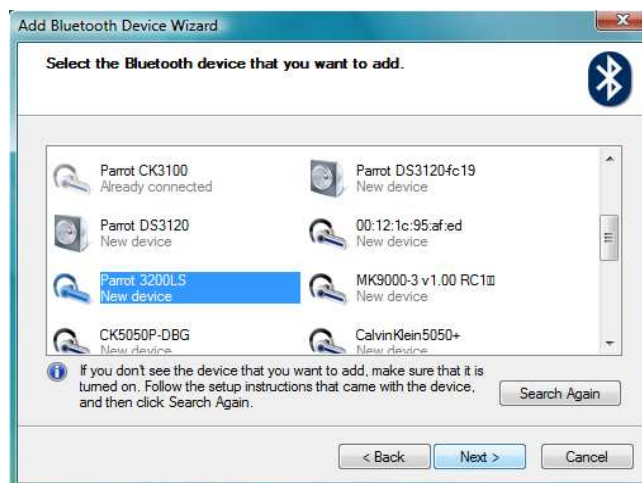 Add Bluetooth Device Wizard
Select the Bluetooth device that you want to add.
Parrot CK3100
Already connected
Parrot DS3120-fc19
New device
Parrot DS3120
New device
00:12:1c:95:af:ed
New device
Parrot 3200LS
New device
MK9000-3 v1.00 RC1
New device
CK5050P-DBG
New device
CalvinKlein5050+
New device
If you don't see the device that you want to add, make sure that it is
turned on. Follow the setup instructions that came with the device,
and then click Search Again.
Search Again
< Back
Next >
Cancel